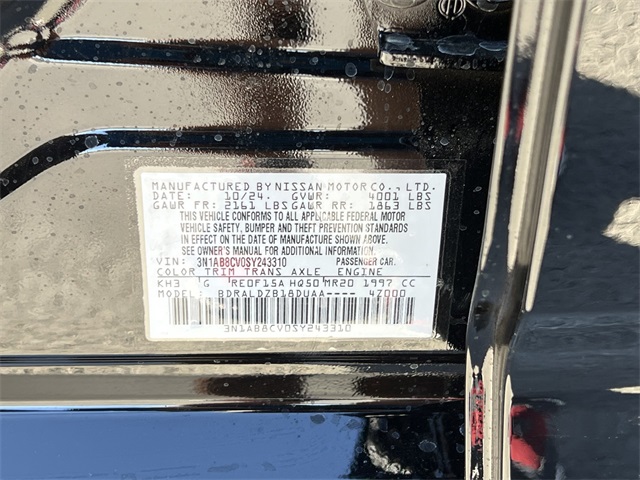 MANUFACTURED BY NISSAN MOTOR CO., LTD.
DATE: 10/24 GVWR: 4001 LBS
GAWR FR: 2161 LBS GAWR RR: 1863 LBS
THIS VEHICLE CONFORMS TO ALL APPLICABLE FEDERAL MOTOR
VEHICLE SAFETY, BUMPER AND THEFT PREVENTION STANDARDS
IN EFFECT ON THE DATE OF MANUFACTURE SHOWN ABOVE.
SEE OWNER'S MANUAL FOR ADDITIONAL INFORMATION.
VIN: 3N1AB8CV0SY243310 PASSENGER CAR.
COLOR TRIM TRANS AXLE ENGINE
KH3 G RE0F15A HQ50 MR20 1997 CC
MODEL: BDRALDZB18DUAA---- 4Z000
3N1AB8CV0SY243310